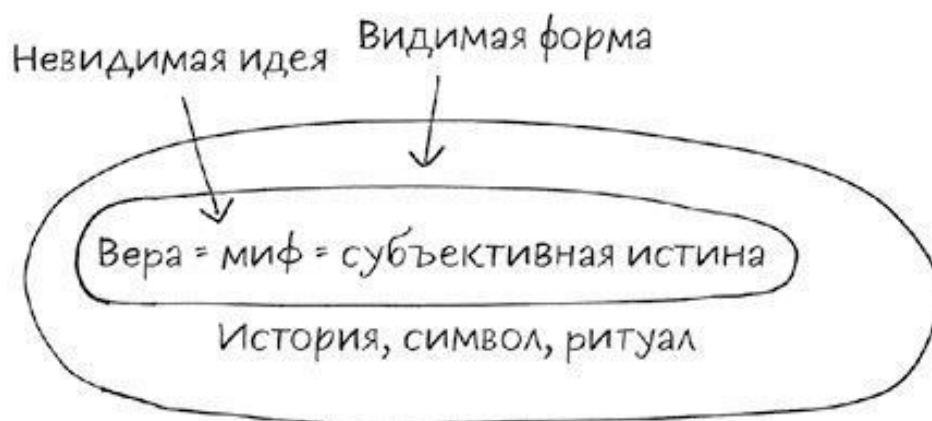 Видимая форма
Невидимая идея
Вера = миф = субъективная истина
История, символ, ритуал